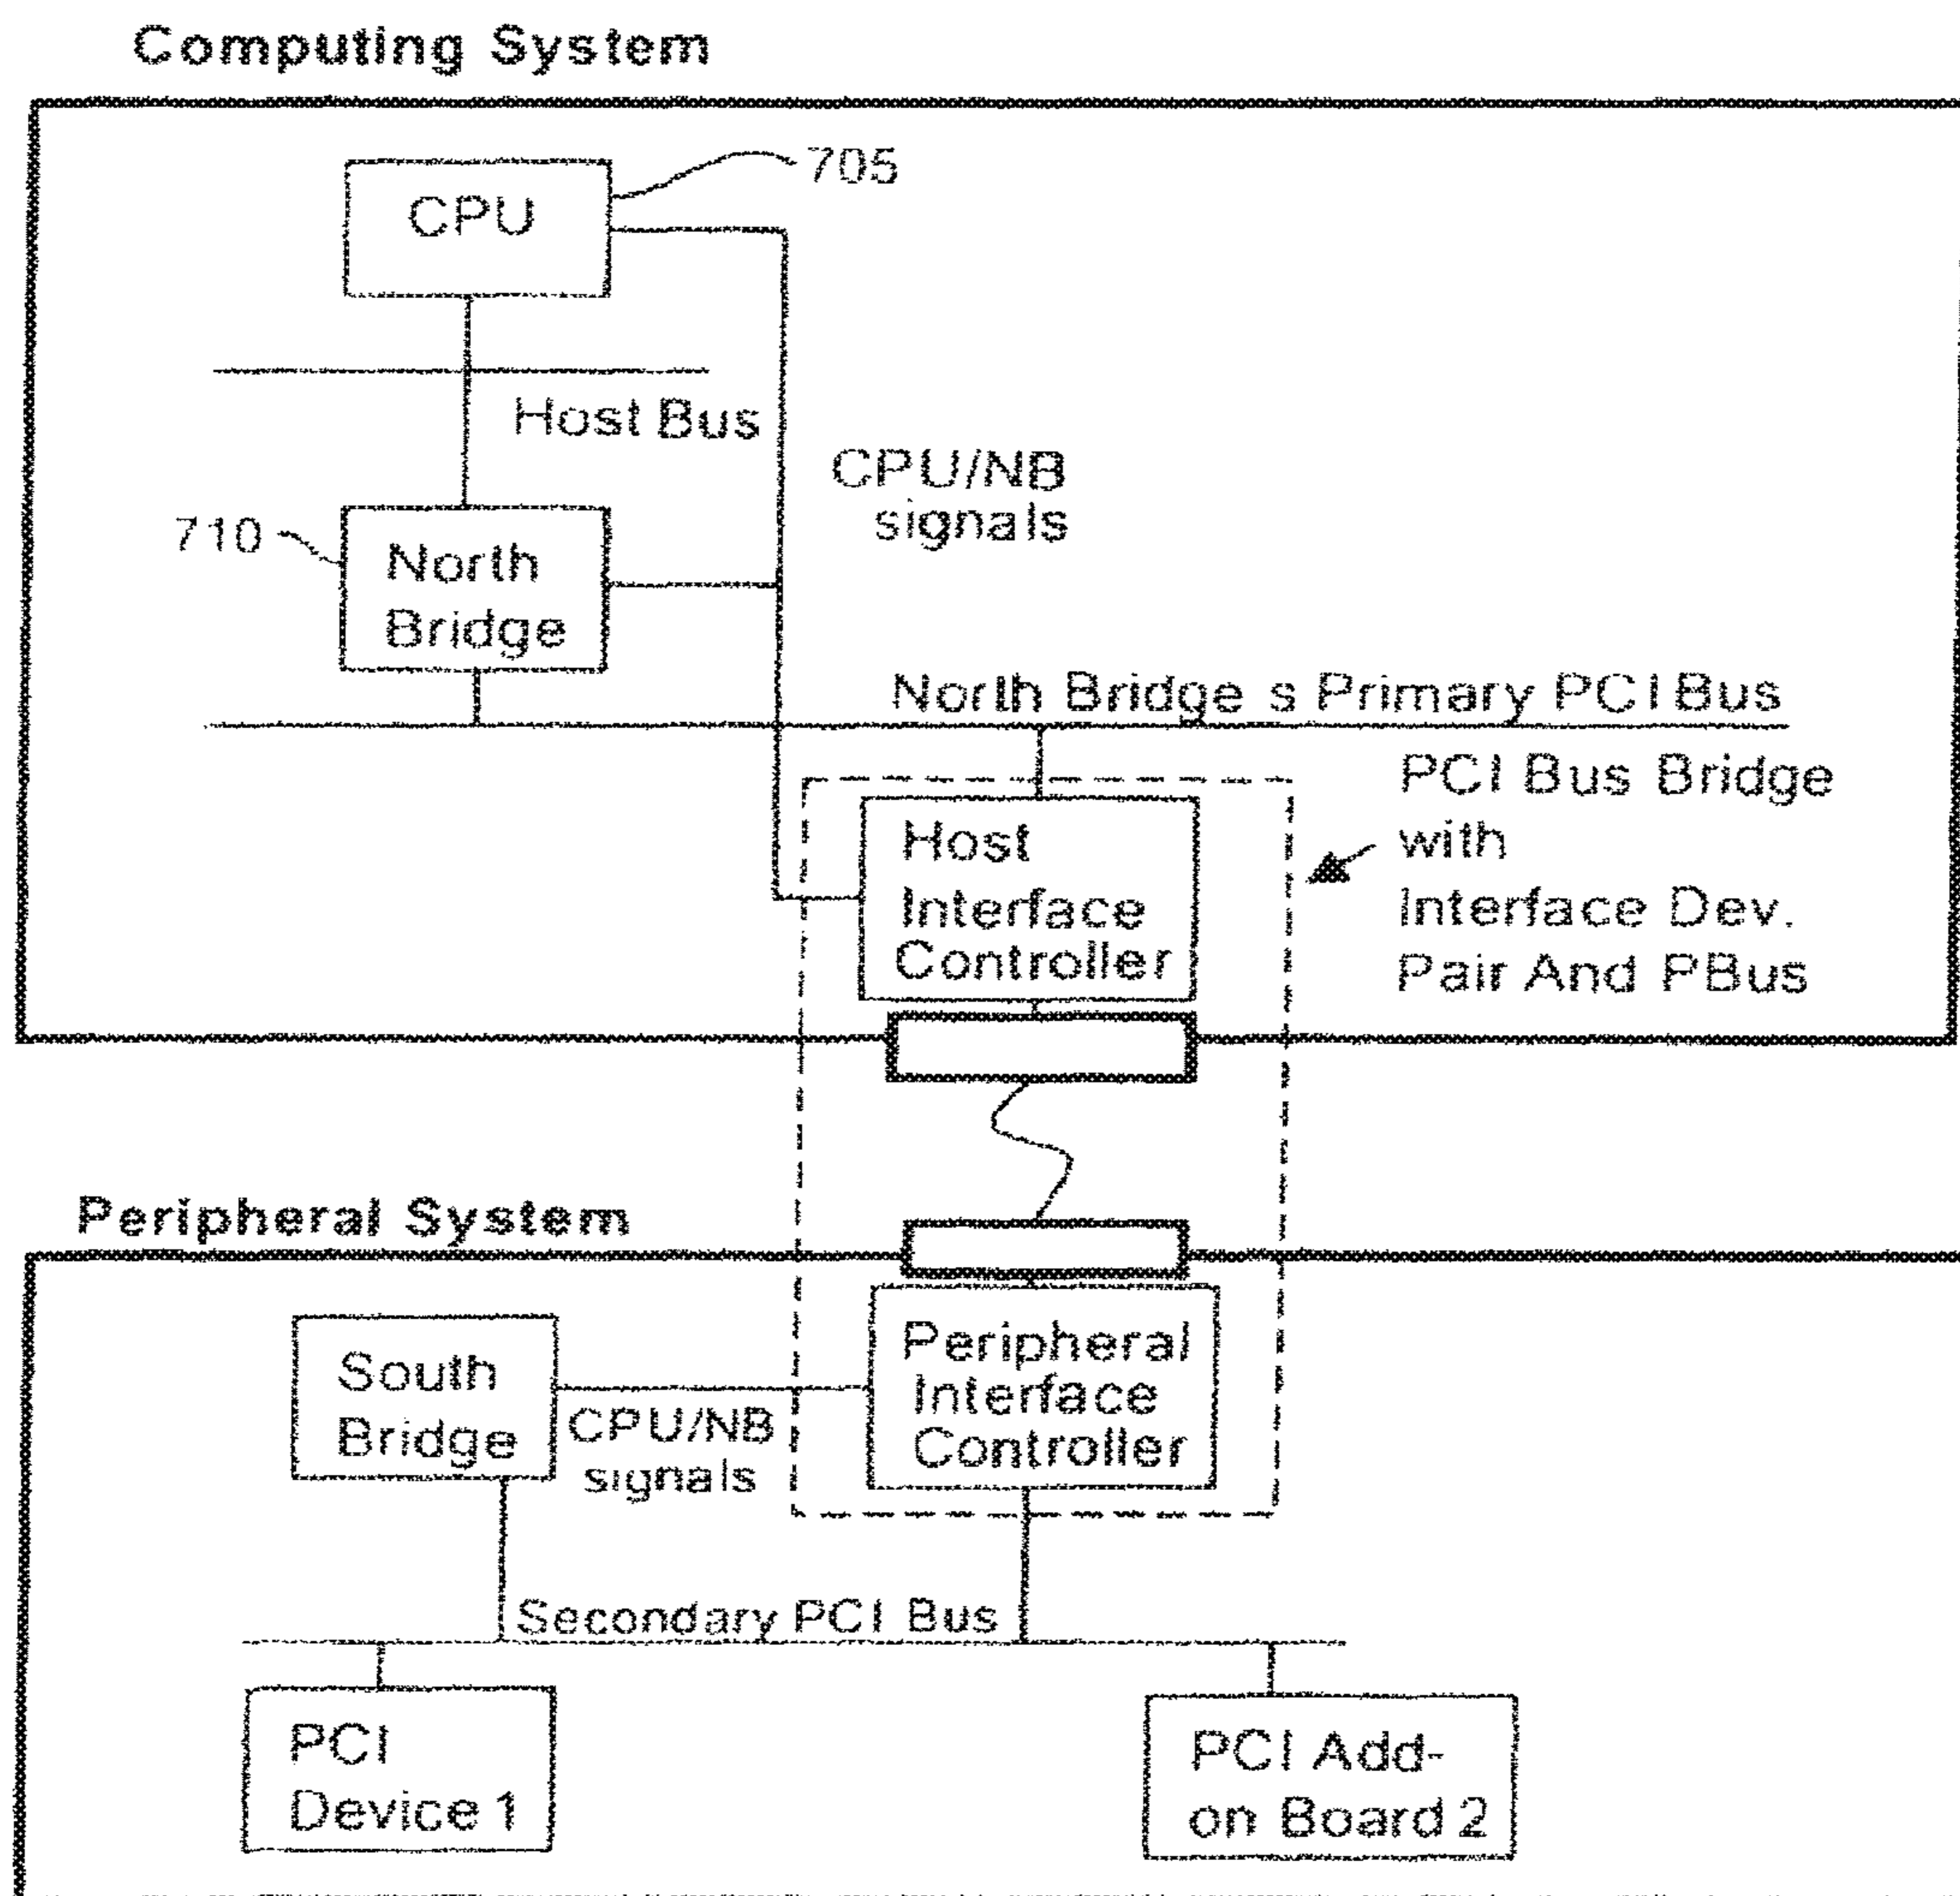 Computing System
705
CPU
Host Bus
CPU/NB
signals
710
North
Bridge
North Bridge s Primary PCI Bus
PCI Bus Bridge
with
Interface Dev.
Pair And PBus
Host
Interface
Controller
Peripheral System
Peripheral
Interface
Controller
South
Bridge
CPU/NB
signals
Secondary PCI Bus
PCI
Device 1
PCI Add-
on Board 2